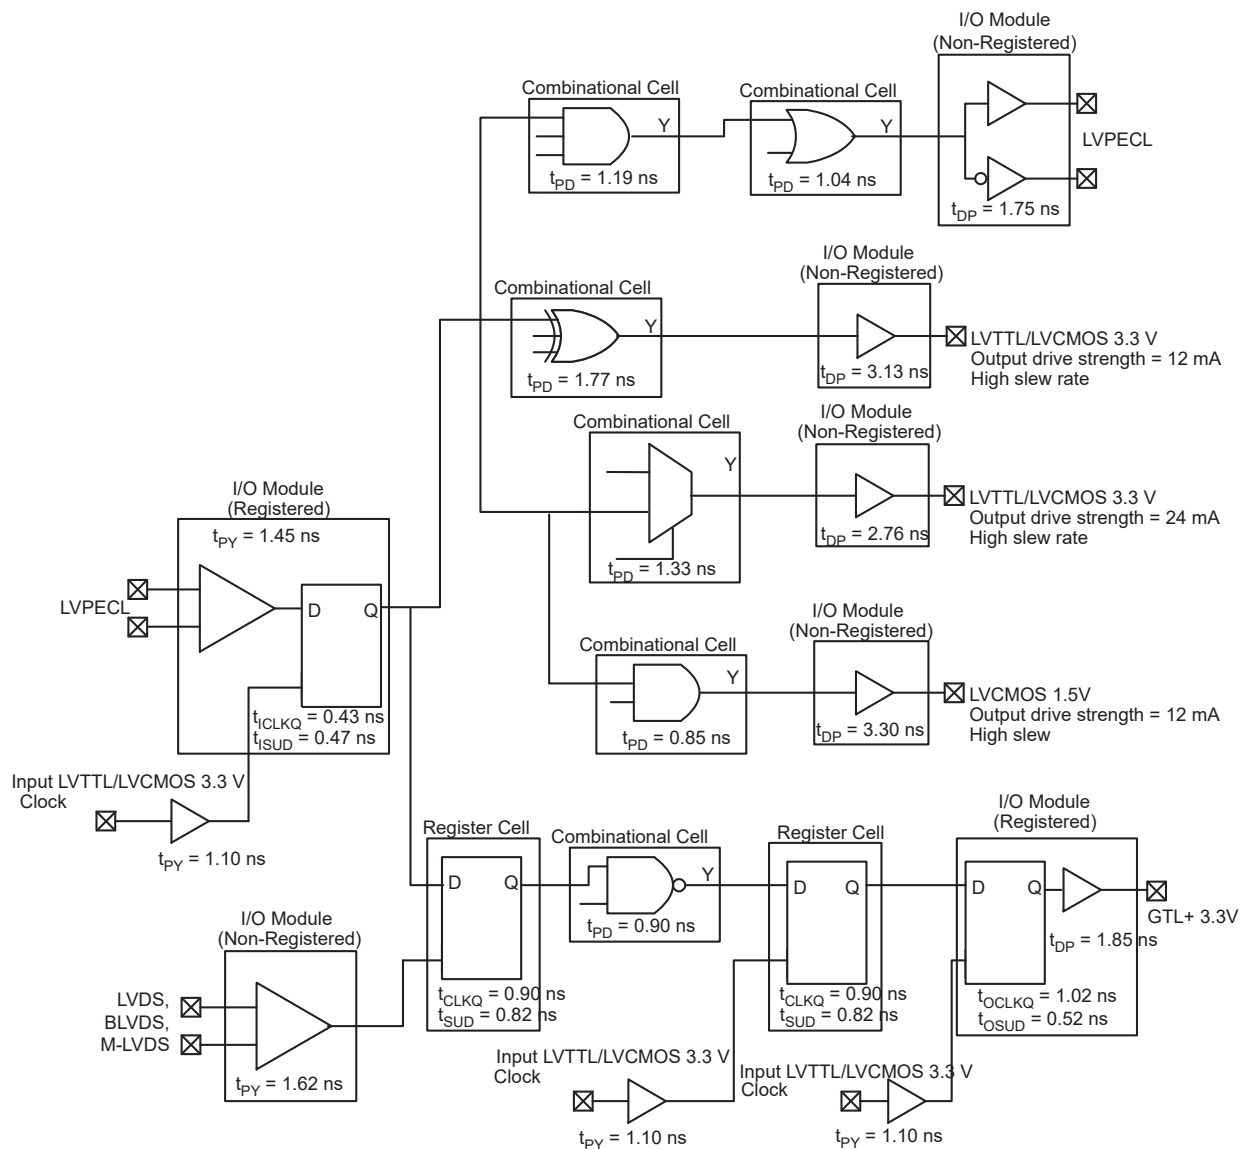 I/O Module
(Non-Registered)
Combinational Cell
Y
tPD = 1.19 ns
Combinational Cell
Y
tPD = 1.04 ns
LVPECL
tDP = 1.75 ns
Combinational Cell
Y
tPD = 1.77 ns
I/O Module
(Non-Registered)
tDP = 3.13 ns
LVTTL/LVCMOS 3.3 V
Output drive strength = 12 mA
High slew rate
Combinational Cell
Y
tPD = 1.33 ns
I/O Module
(Non-Registered)
tDP = 2.76 ns
LVTTL/LVCMOS 3.3 V
Output drive strength = 24 mA
High slew rate
I/O Module
(Registered)
tPY = 1.45 ns
LVPECL
D
Q
tICLKQ = 0.43 ns
tISUD = 0.47 ns
Input LVTTL/LVCMOS 3.3 V
Clock
tPY = 1.10 ns
Combinational Cell
Y
tPD = 0.85 ns
I/O Module
(Non-Registered)
tDP = 3.30 ns
LVCMOS 1.5V
Output drive strength = 12 mA
High slew
I/O Module
(Non-Registered)
LVDS,
BLVDS,
M-LVDS
tPY = 1.62 ns
Register Cell
D
Q
tCLKQ = 0.90 ns
tSUD = 0.82 ns
Combinational Cell
Y
tPD = 0.90 ns
Register Cell
D
Q
tCLKQ = 0.90 ns
tSUD = 0.82 ns
Input LVTTL/LVCMOS 3.3 V
Clock
tPY = 1.10 ns
I/O Module
(Registered)
D
Q
tDP = 1.85 ns
GTL+ 3.3V
tOCLKQ = 1.02 ns
tOSUD = 0.52 ns
Input LVTTL/LVCMOS 3.3 V
Clock
tPY = 1.10 ns